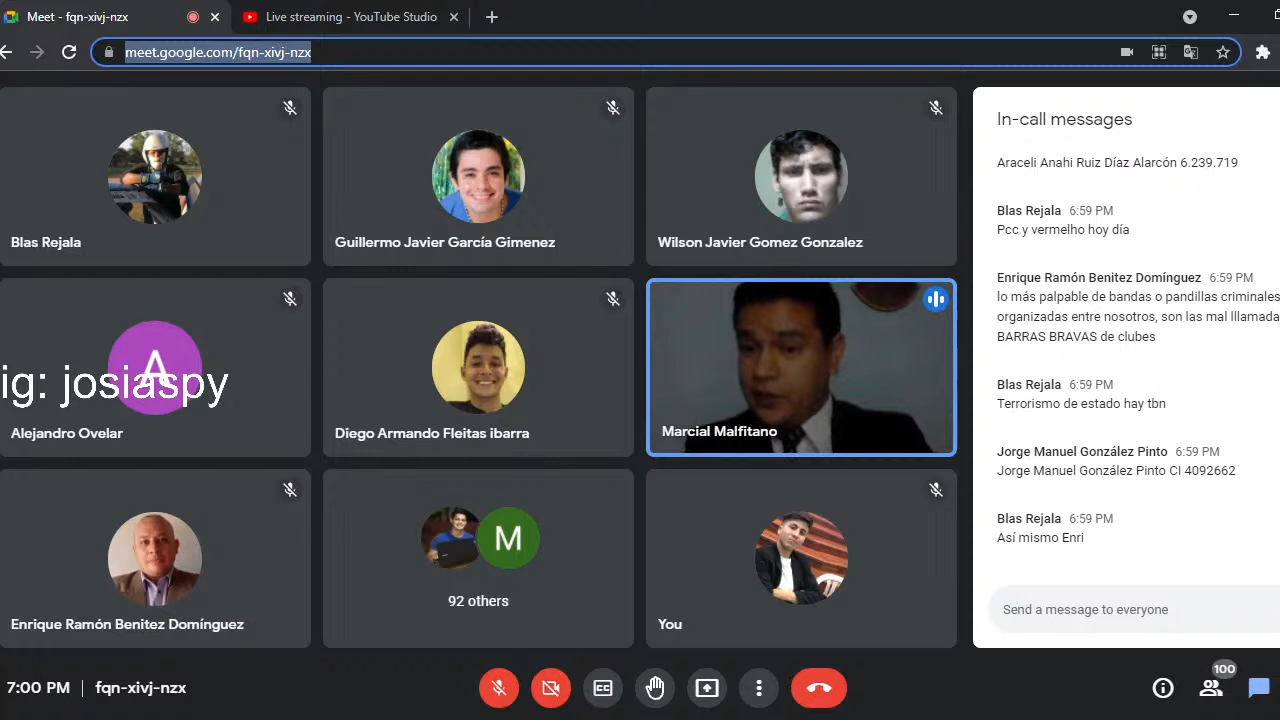 Meet - fqn-xivj-nzx
Live streaming - YouTube Studio
meet.google.com/fqn-xivj-nzx
Blas Rejala
Guillermo Javier García Gimenez
Wilson Javier Gomez Gonzalez
A
ig: josiaspy
Alejandro Ovelar
Diego Armando Fleitas ibarra
Marcial Malfitano
Enrique Ramón Benitez Domínguez
M
92 others
You
In-call messages
Araceli Anahi Ruiz Díaz Alarcón 6.239.719
Blas Rejala 6:59 PM
Pcc y vermelho hoy día
Enrique Ramón Benitez Domínguez 6:59 PM
lo más palpable de bandas o pandillas criminales
organizadas entre nosotros, son las mal lllamada
BARRAS BRAVAS de clubes
Blas Rejala 6:59 PM
Terrorismo de estado hay tbn
Jorge Manuel González Pinto 6:59 PM
Jorge Manuel González Pinto CI 4092662
Blas Rejala 6:59 PM
Así mismo Enri
Send a message to everyone
7:00 PM | fqn-xivj-nzx
CC
100